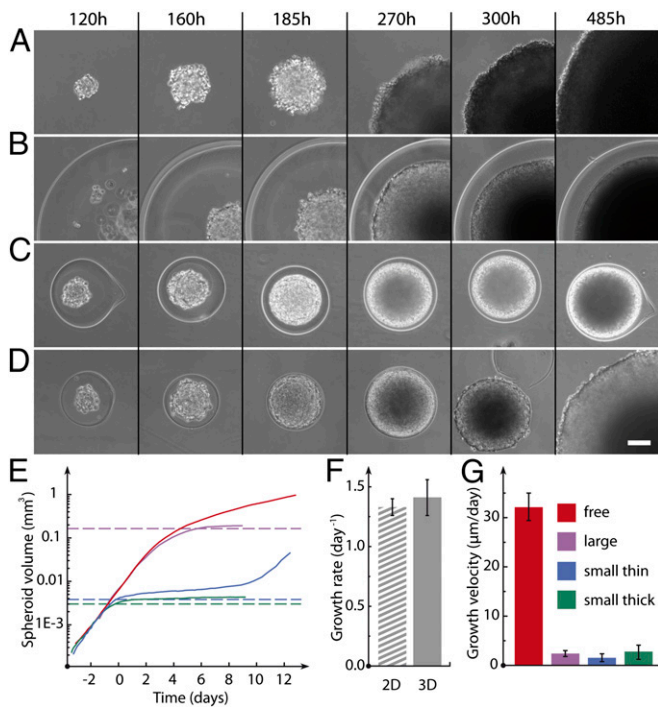 120h 160h 185h 270h 300h 485h
A
B
C
D
E F G
Spheroid volume (mm³)
1
0.1
0.01
0.001
1E-3
-2 0 2 4 6 8 10 12
Time (days)
Growth rate (day⁻¹)
1.5
1.0
0.5
0.0
2D 3D
Growth velocity (µm/day)
30
20
10
0
free
large
small thin
small thick